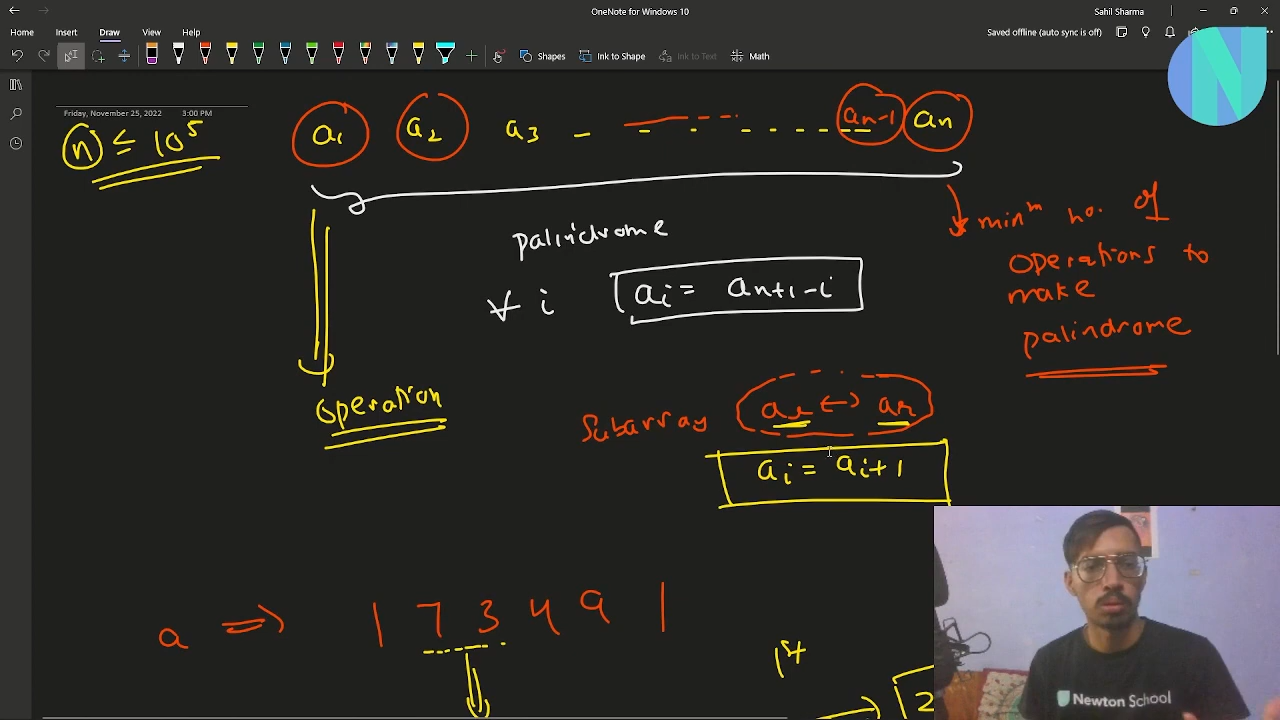 OneNote for Windows 10
Sahil Sharma
Home Insert Draw View Help
Saved offline (auto sync is off)
Shapes Ink to Shape Ink to Text Math
Friday, November 25, 2022 3:00 PM
n ≤ 10⁵
a₁ a₂ a₃ - - - - - - - aₙ₋₁ aₙ
palindrome
∀ i aᵢ = aₙ₊₁₋ᵢ
minᵐ no. of
operations to
make
palindrome
operation
Subarray aₗ ↔ aᵣ
aᵢ = aᵢ+1
a ⇒ 1 7 3 4 9 1
1st
2
Newton School